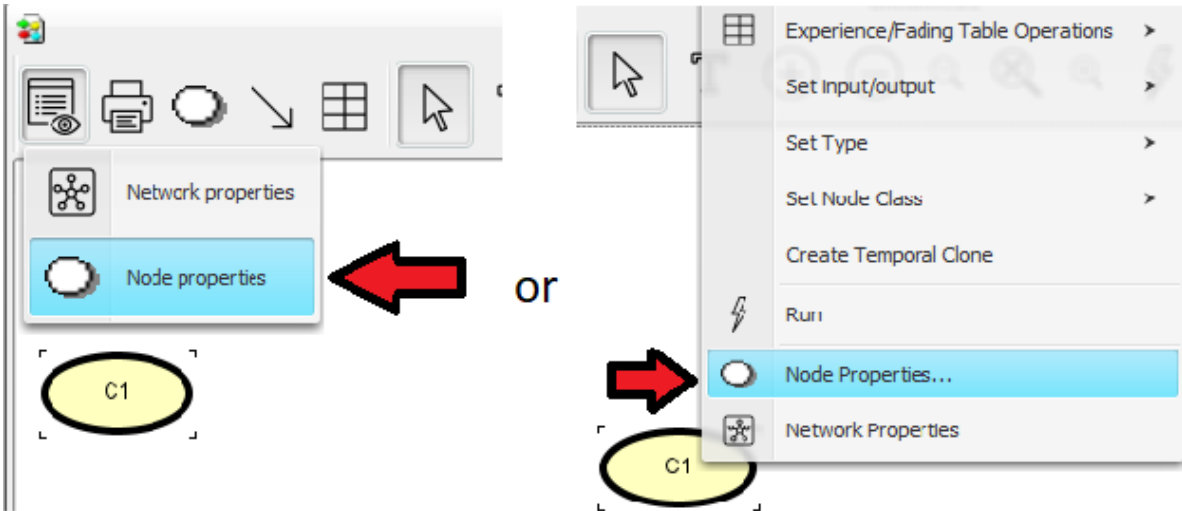 Network properties
Node properties
C1
or
Experience/Fading Table Operations
Set Input/output
Set Type
Set Node Class
Create Temporal Clone
Run
Node Properties...
Network Properties
C1